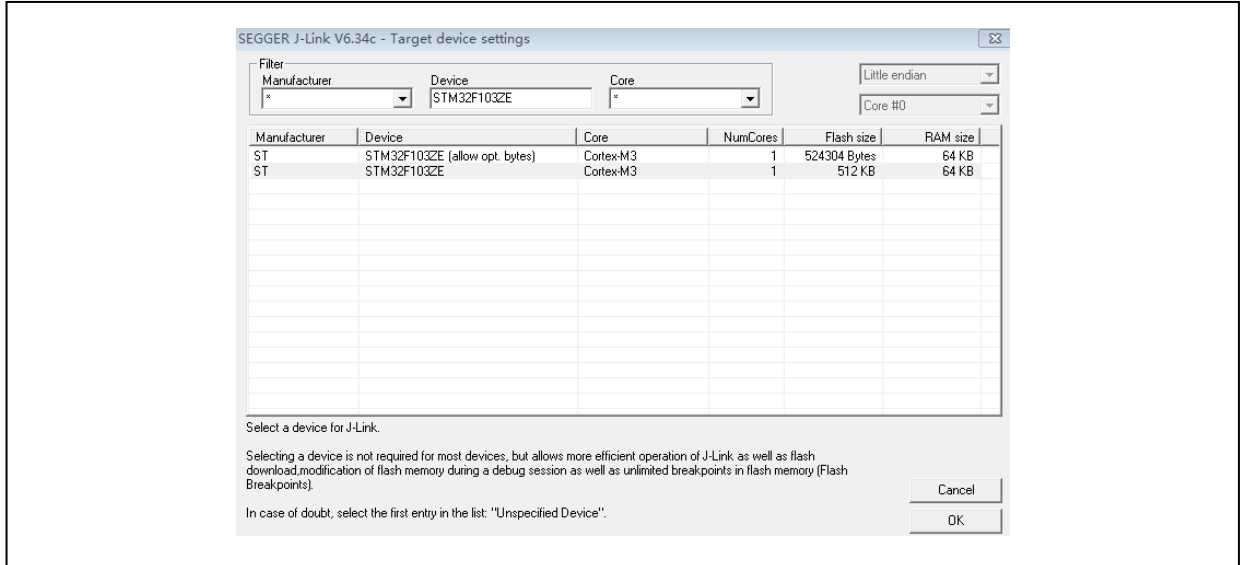 SEGGER J-Link V6.34c - Target device settings
Filter
Manufacturer Device Core
* STM32F103ZE *
Little endian
Core #0
Manufacturer Device Core NumCores Flash size RAM size
ST STM32F103ZE (allow opt. bytes) Cortex-M3 1 524304 Bytes 64 KB
ST STM32F103ZE Cortex-M3 1 512 KB 64 KB
Select a device for J-Link.
Selecting a device is not required for most devices, but allows more efficient operation of J-Link as well as flash
download,modification of flash memory during a debug session as well as unlimited breakpoints in flash memory (Flash
Breakpoints).
In case of doubt, select the first entry in the list: "Unspecified Device".
Cancel
OK